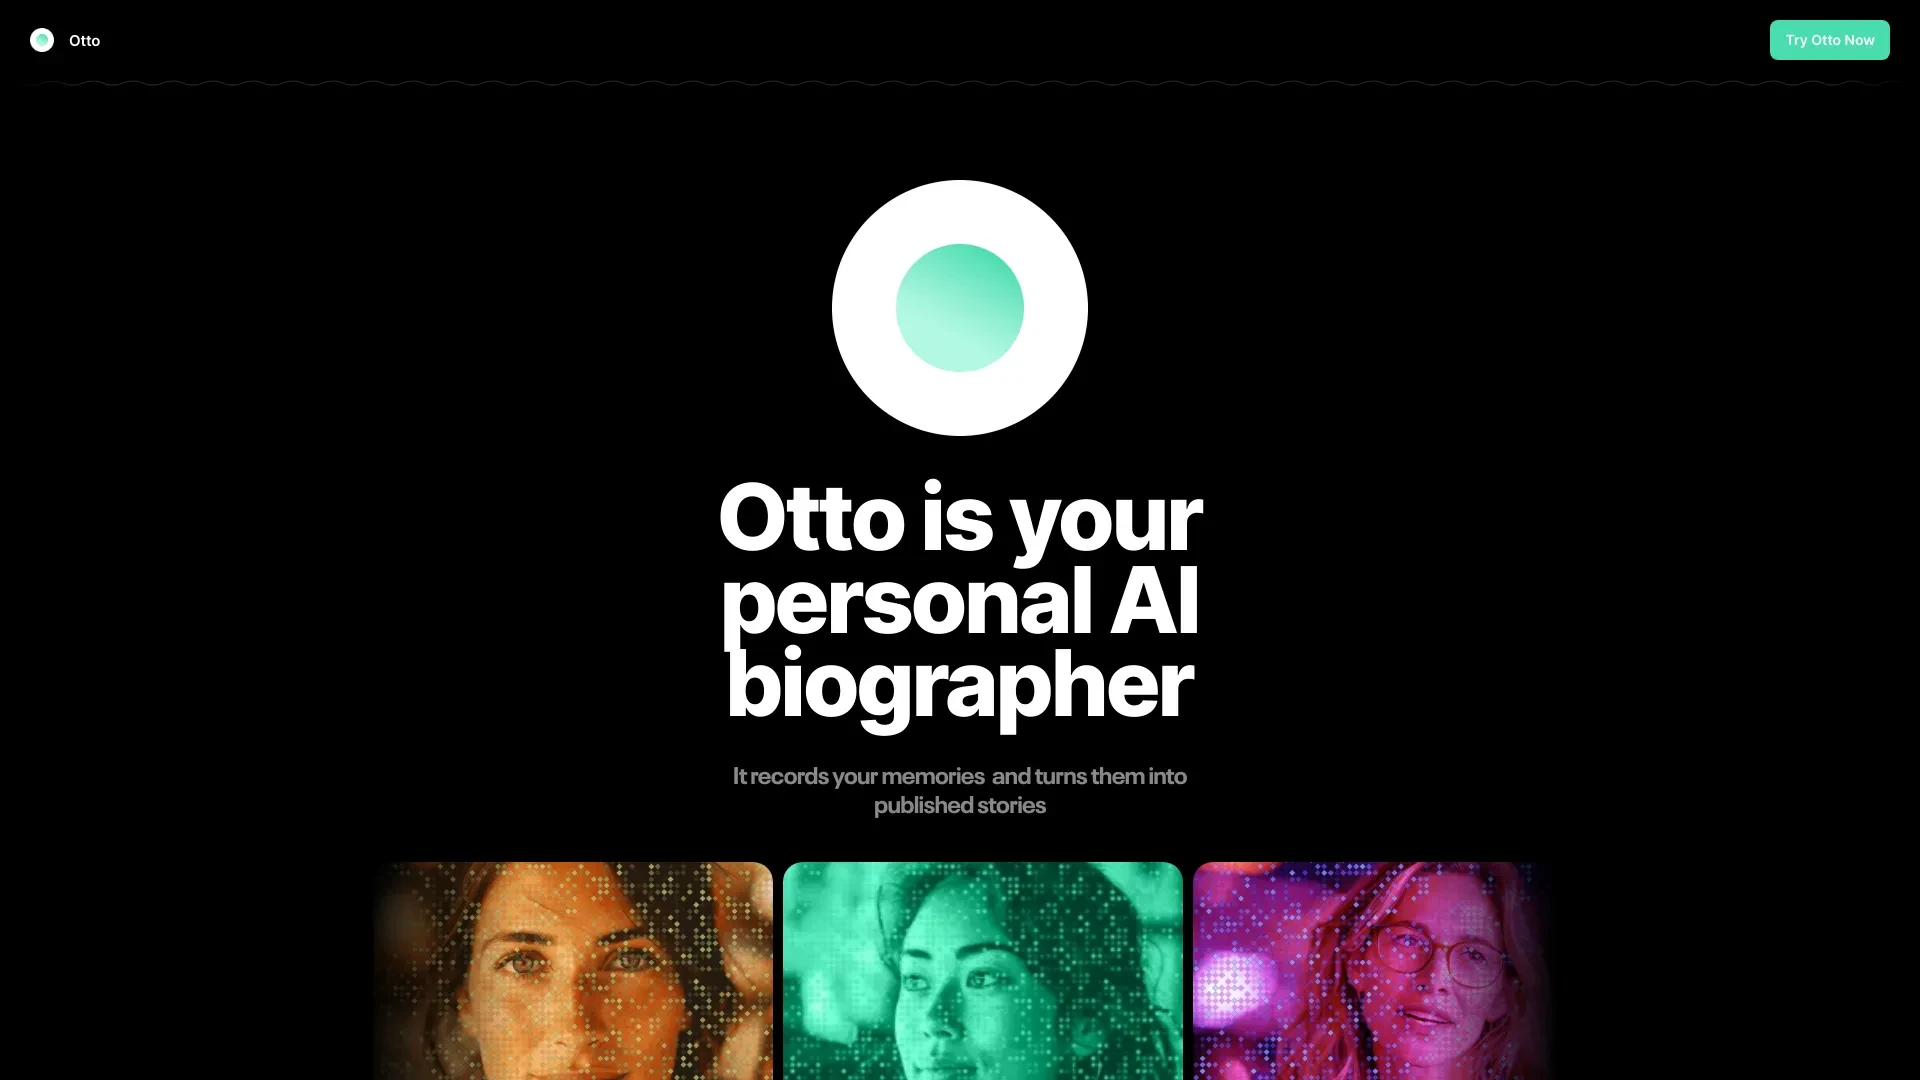 Otto
Try Otto Now
Otto is your
personal AI
biographer
It records your memories  and turns them into
published stories